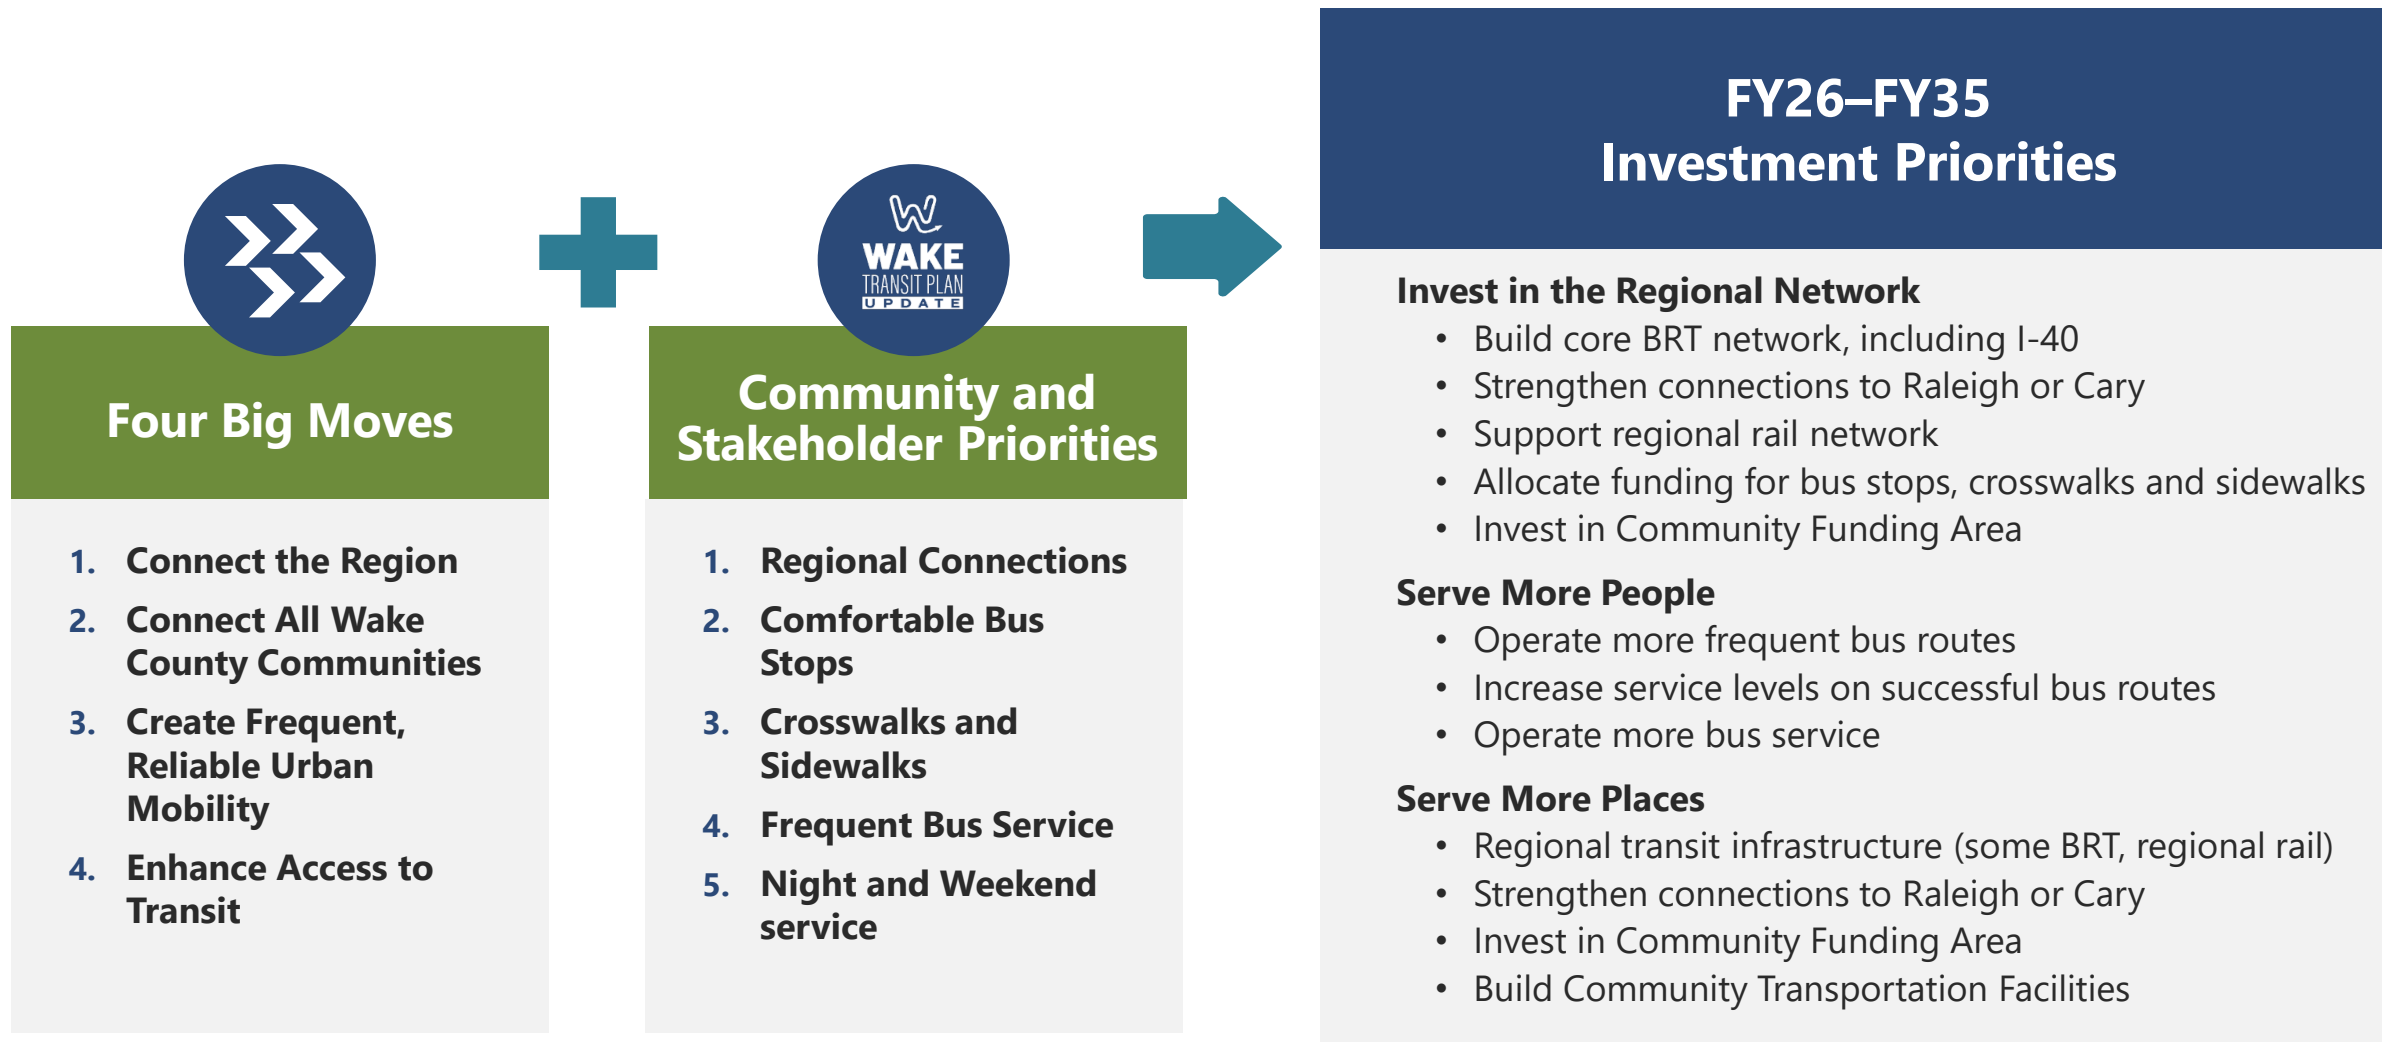 Four Big Moves
1. Connect the Region
2. Connect All Wake
County Communities
3. Create Frequent,
Reliable Urban
Mobility
4. Enhance Access to
Transit
WAKE
TRANSIT PLAN
UPDATE
Community and
Stakeholder Priorities
1. Regional Connections
2. Comfortable Bus
Stops
3. Crosswalks and
Sidewalks
4. Frequent Bus Service
5. Night and Weekend
service
FY26–FY35
Investment Priorities
Invest in the Regional Network
• Build core BRT network, including I-40
• Strengthen connections to Raleigh or Cary
• Support regional rail network
• Allocate funding for bus stops, crosswalks and sidewalks
• Invest in Community Funding Area
Serve More People
• Operate more frequent bus routes
• Increase service levels on successful bus routes
• Operate more bus service
Serve More Places
• Regional transit infrastructure (some BRT, regional rail)
• Strengthen connections to Raleigh or Cary
• Invest in Community Funding Area
• Build Community Transportation Facilities